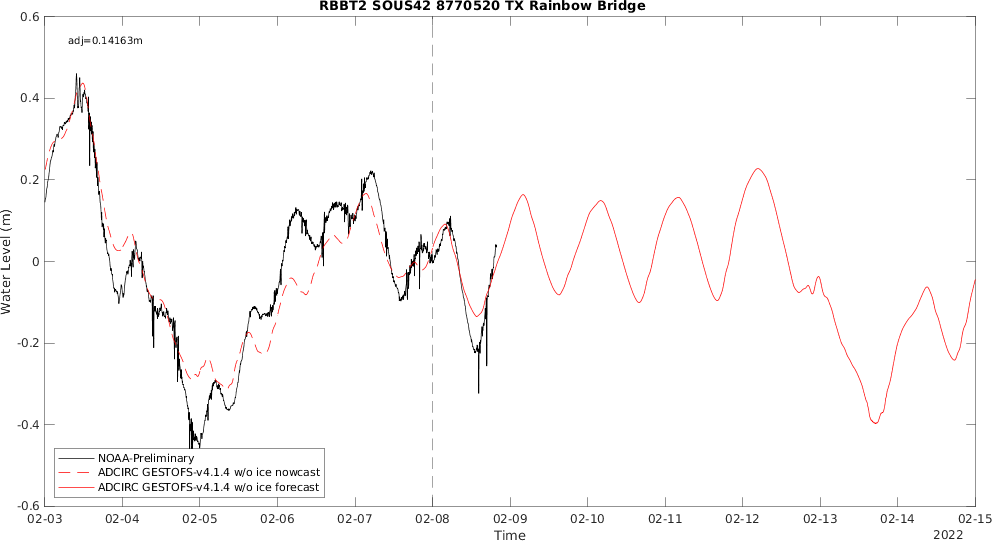 RBBT2 SOUS42 8770520 TX Rainbow Bridge
adj=0.14163m
0.6
0.4
0.2
0
-0.2
-0.4
-0.6
Water Level (m)
NOAA-Preliminary
ADCIRC GESTOFS-v4.1.4 w/o ice nowcast
ADCIRC GESTOFS-v4.1.4 w/o ice forecast
02-03 02-04 02-05 02-06 02-07 02-08 02-09 02-10 02-11 02-12 02-13 02-14 02-15
Time
2022